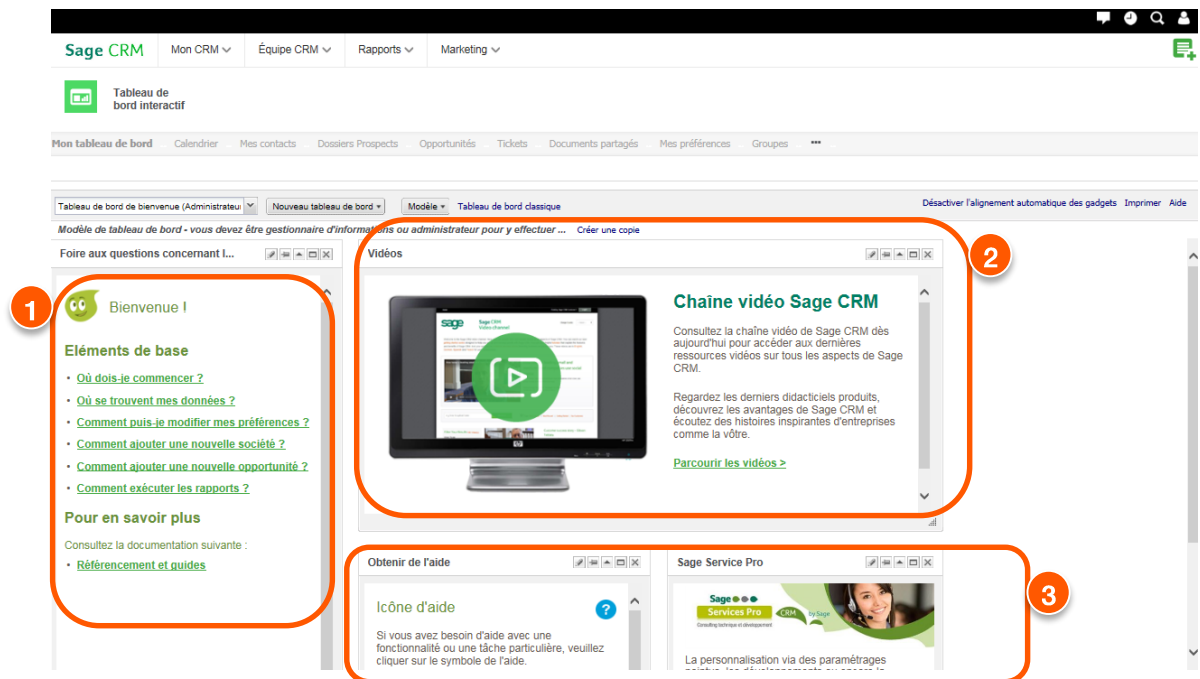 Sage CRM
Mon CRM
Équipe CRM
Rapports
Marketing
Tableau de
bord interactif
Mon tableau de bord
Calendrier
Mes contacts
Dossiers Prospects
Opportunités
Tickets
Documents partagés
Mes préférences
Groupes
•••
Tableau de bord de bienvenue (Administrateu
Nouveau tableau de bord
Modèle
Tableau de bord classique
Désactiver l'alignement automatique des gadgets
Imprimer
Aide
Modèle de tableau de bord - vous devez être gestionnaire d'informations ou administrateur pour y effectuer ...
Créer une copie
Foire aux questions concernant l...
1
Bienvenue !
Eléments de base
• Où dois-je commencer ?
• Où se trouvent mes données ?
• Comment puis-je modifier mes préférences ?
• Comment ajouter une nouvelle société ?
• Comment ajouter une nouvelle opportunité ?
• Comment exécuter les rapports ?
Pour en savoir plus
Consultez la documentation suivante :
• Référencement et guides
Vidéos
2
sage
Chaîne vidéo Sage CRM
Consultez la chaîne vidéo de Sage CRM dès
aujourd'hui pour accéder aux dernières
ressources vidéos sur tous les aspects de Sage
CRM.
Regardez les derniers didacticiels produits,
découvrez les avantages de Sage CRM et
écoutez des histoires inspirantes d'entreprises
comme la vôtre.
Parcourir les vidéos >
Obtenir de l'aide
Icône d'aide
?
Si vous avez besoin d'aide avec une
fonctionnalité ou une tâche particulière, veuillez
cliquer sur le symbole de l'aide.
Sage Service Pro
3
Sage
Services Pro
CRM
by Sage
Consulting technique et développement
La personnalisation via des paramétrages